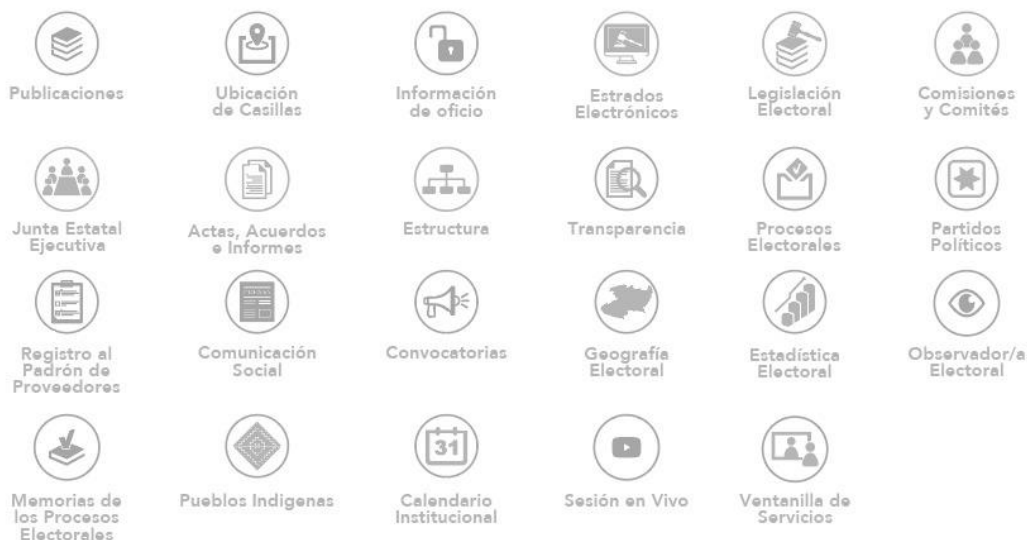 Publicaciones
Ubicación
de Casillas
Información
de oficio
Estrados
Electrónicos
Legislación
Electoral
Comisiones
y Comités
Junta Estatal
Ejecutiva
Actas, Acuerdos
e Informes
Estructura
Transparencia
Procesos
Electorales
Partidos
Políticos
Registro al
Padrón de
Proveedores
Comunicación
Social
Convocatorias
Geografía
Electoral
Estadística
Electoral
Observador/a
Electoral
Memorias de
los Procesos
Electorales
Pueblos Indigenas
31
Calendario
Institucional
Sesión en Vivo
Ventanilla de
Servicios